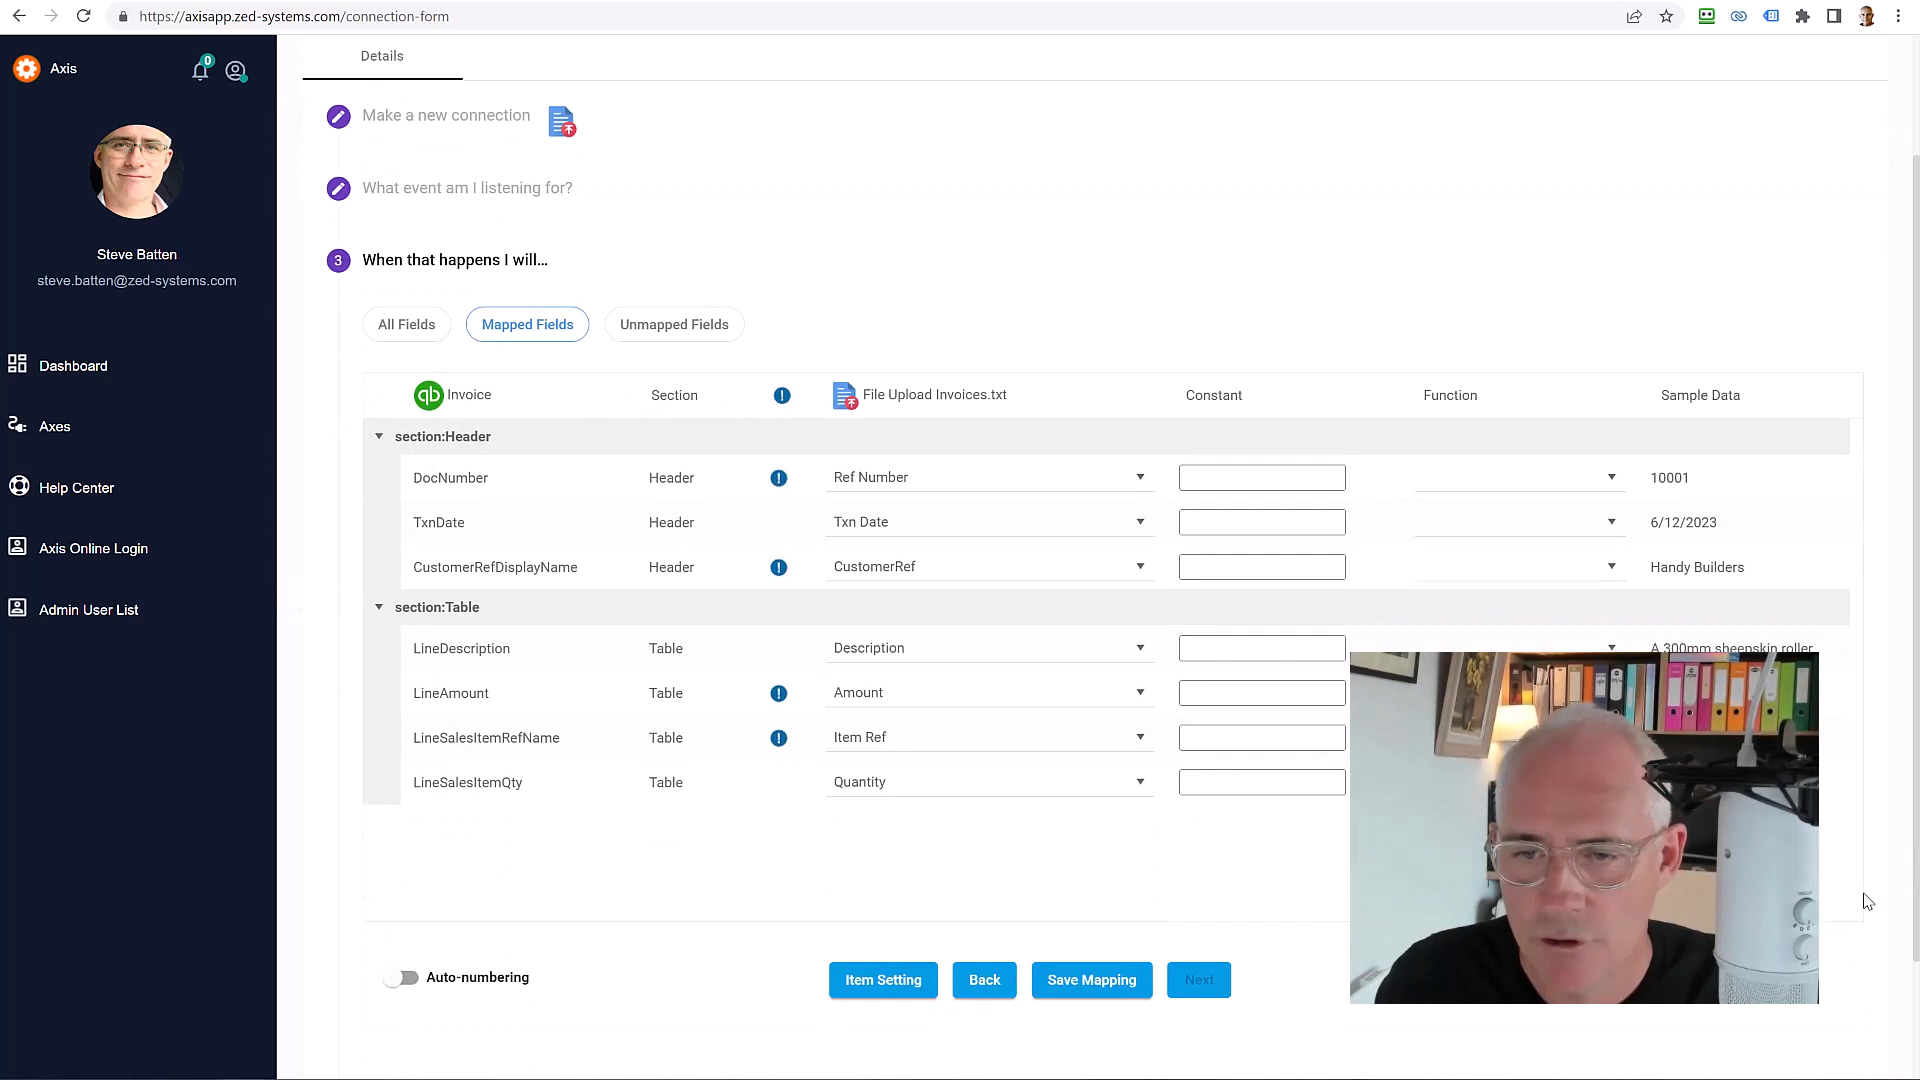 https://axisapp.zed-systems.com/connection-form
Axis
0
Steve Batten
steve.batten@zed-systems.com
Dashboard
Axes
Help Center
Axis Online Login
Admin User List
Details
Make a new connection
What event am I listening for?
3 When that happens I will...
All Fields Mapped Fields Unmapped Fields
qb Invoice Section ! File Upload Invoices.txt Constant Function Sample Data
section:Header
DocNumber Header ! Ref Number 10001
TxnDate Header Txn Date 6/12/2023
CustomerRefDisplayName Header ! CustomerRef Handy Builders
section:Table
LineDescription Table Description A 300mm sheepskin roller
LineAmount Table ! Amount
LineSalesItemRefName Table ! Item Ref
LineSalesItemQty Table Quantity
Auto-numbering
Item Setting Back Save Mapping Next